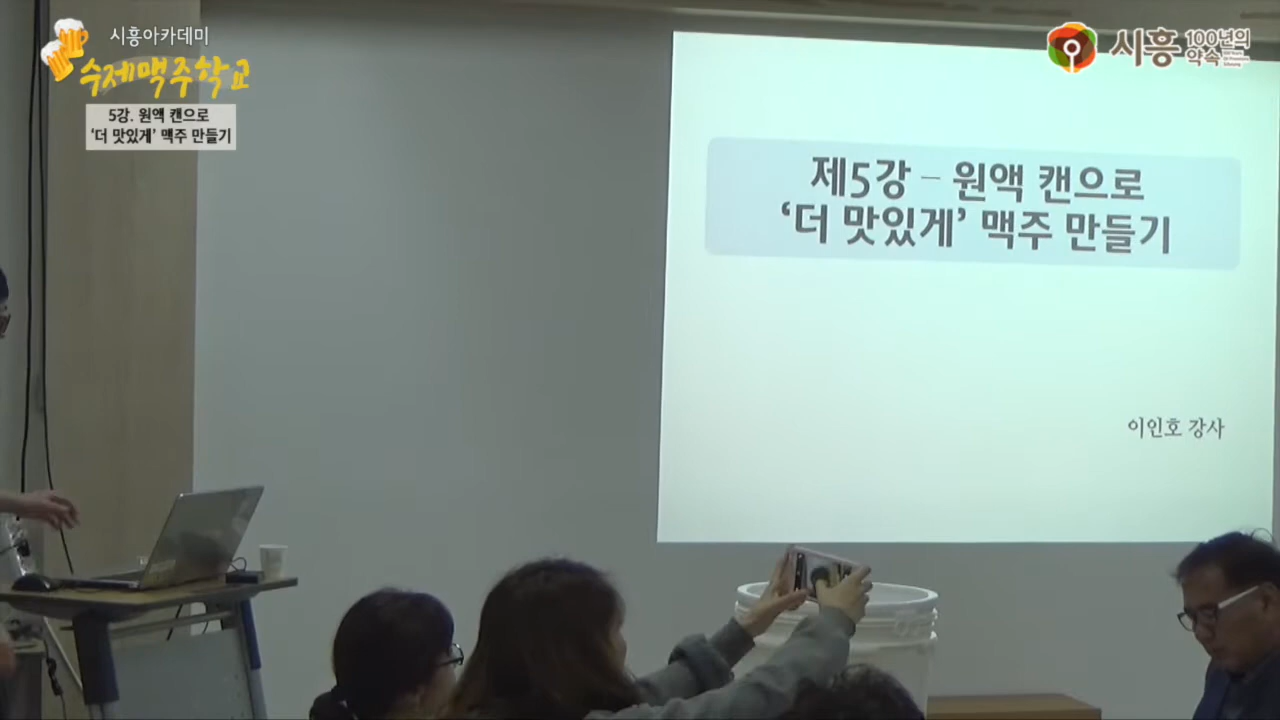 시흥아카데미
수제맥주학교
5강. 원액 캔으로
‘더 맛있게’ 맥주 만들기
시흥 100년의
약속
제5강 – 원액 캔으로
‘더 맛있게’ 맥주 만들기
이인호 강사